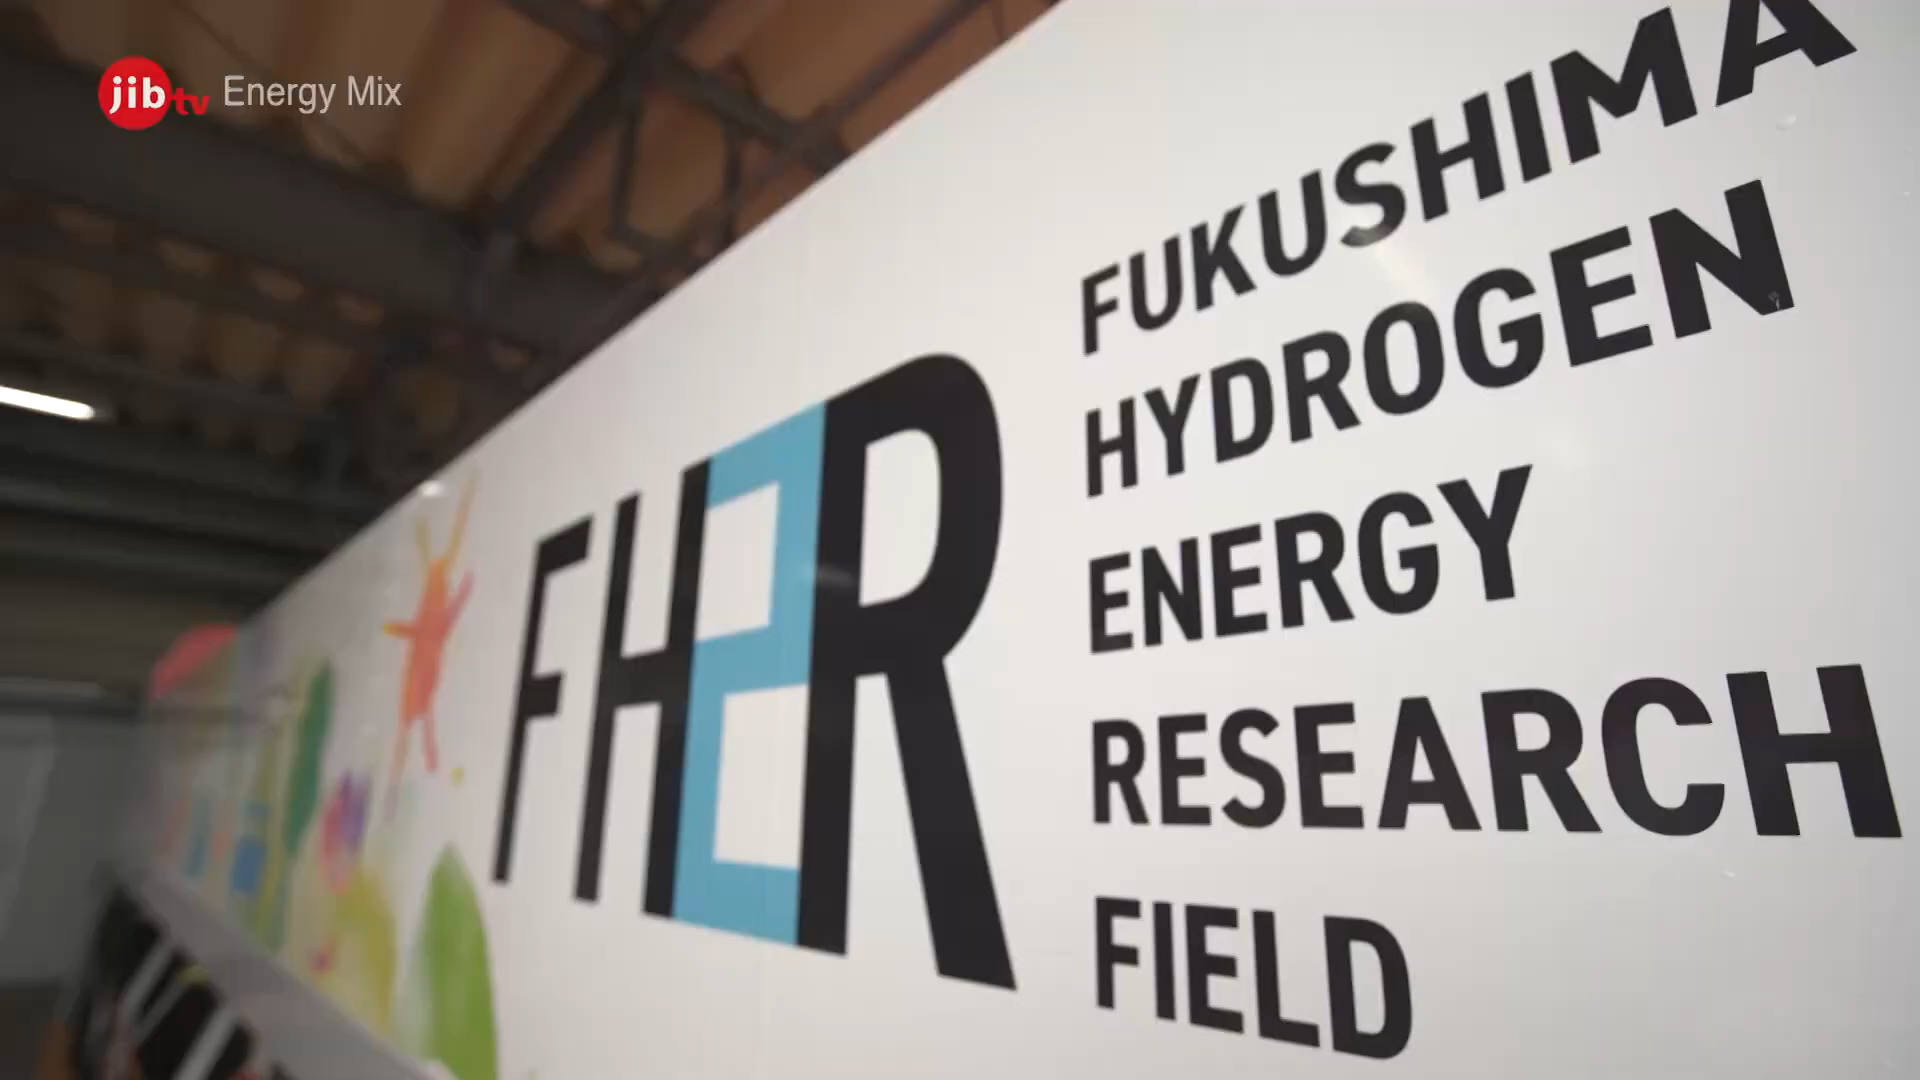 jibtv Energy Mix
FH2R
FUKUSHIMA
HYDROGEN
ENERGY
RESEARCH
FIELD